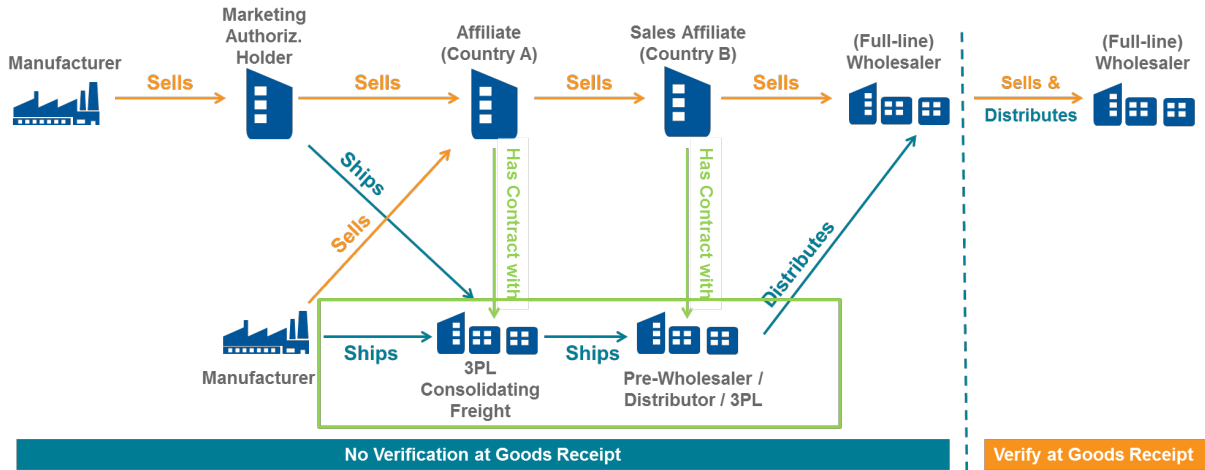 Manufacturer
Marketing
Authoriz.
Holder
Affiliate
(Country A)
Sales Affiliate
(Country B)
(Full-line)
Wholesaler
(Full-line)
Wholesaler
Sells
Sells
Sells
Sells
Sells &
Distributes
Ships
Sells
Has Contract with
Has Contract with
Distributes
Manufacturer
Ships
3PL
Consolidating
Freight
Ships
Pre-Wholesaler /
Distributor / 3PL
No Verification at Goods Receipt
Verify at Goods Receipt